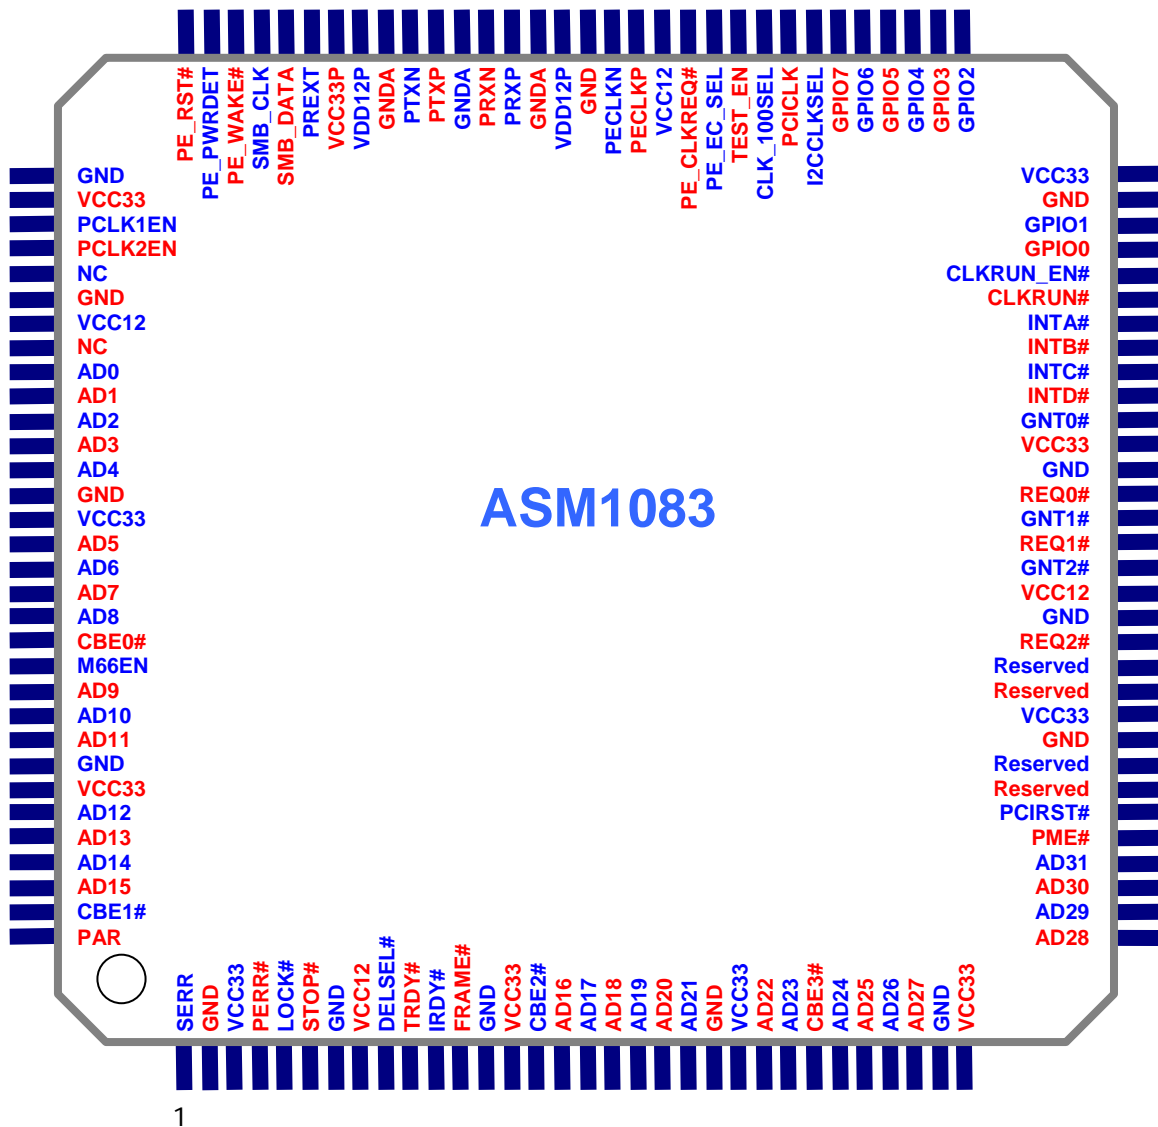 PE_RST#
PE_PWRDET
PE_WAKE#
SMB_CLK
SMB_DATA
PREXT
VCC33P
VDD12P
GNDA
PTXN
PTXP
GNDA
PRXN
PRXP
GNDA
VDD12P
GND
PECLKN
PECLKP
VCC12
PE_CLKREQ#
PE_EC_SEL
TEST_EN
CLK_100SEL
PCICLK
I2CCLKSEL
GPIO7
GPIO6
GPIO5
GPIO4
GPIO3
GPIO2
GND
VCC33
PCLK1EN
PCLK2EN
NC
GND
VCC12
NC
AD0
AD1
AD2
AD3
AD4
GND
VCC33
AD5
AD6
AD7
AD8
CBE0#
M66EN
AD9
AD10
AD11
GND
VCC33
AD12
AD13
AD14
AD15
CBE1#
PAR
ASM1083
VCC33
GND
GPIO1
GPIO0
CLKRUN_EN#
CLKRUN#
INTA#
INTB#
INTC#
INTD#
GNT0#
VCC33
GND
REQ0#
GNT1#
REQ1#
GNT2#
VCC12
GND
REQ2#
Reserved
Reserved
VCC33
GND
Reserved
Reserved
PCIRST#
PME#
AD31
AD30
AD29
AD28
SERR
GND
VCC33
PERR#
LOCK#
STOP#
GND
VCC12
DELSEL#
TRDY#
IRDY#
FRAME#
GND
VCC33
CBE2#
AD16
AD17
AD18
AD19
AD20
AD21
GND
VCC33
AD22
AD23
CBE3#
AD24
AD25
AD26
AD27
GND
VCC33
1